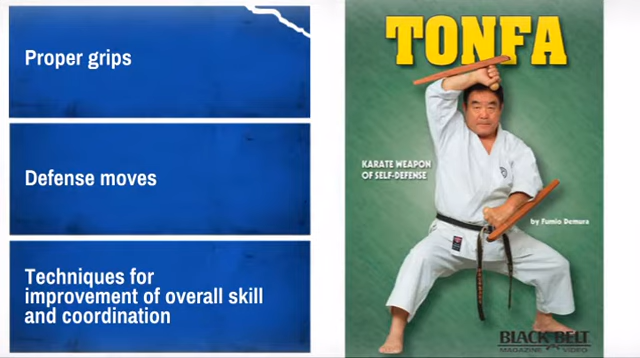 Proper grips
Defense moves
Techniques for
improvement of overall skill
and coordination
TONFA
KARATE WEAPON
OF SELF-DEFENSE
by Fumio Demura
BLACK BELT
MAGAZINE VIDEO